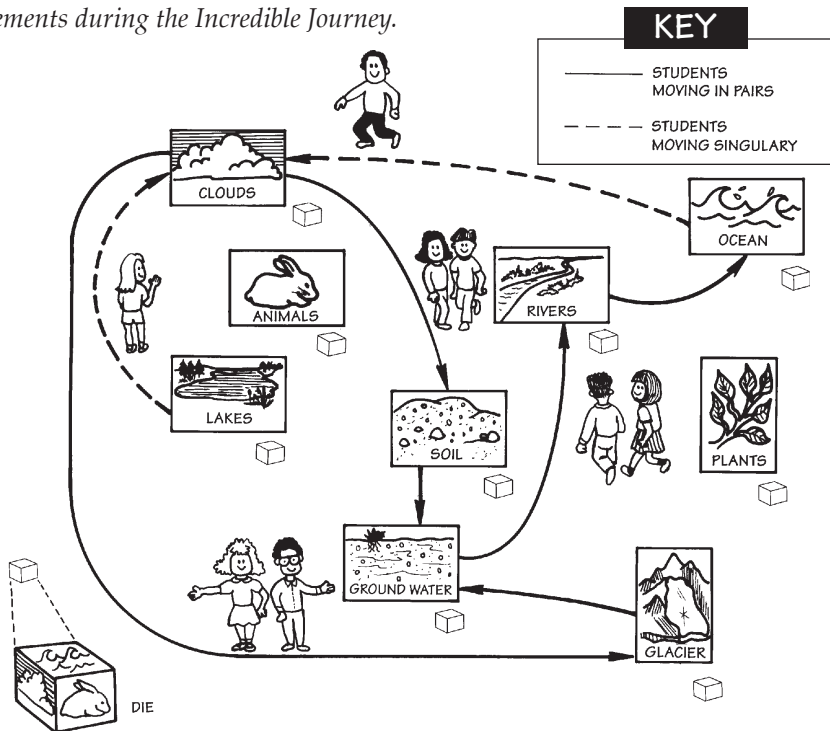 ements during the Incredible Journey.
KEY
STUDENTS
MOVING IN PAIRS
STUDENTS
MOVING SINGULARY
CLOUDS
OCEAN
ANIMALS
RIVERS
LAKES
SOIL
PLANTS
GROUND WATER
GLACIER
DIE